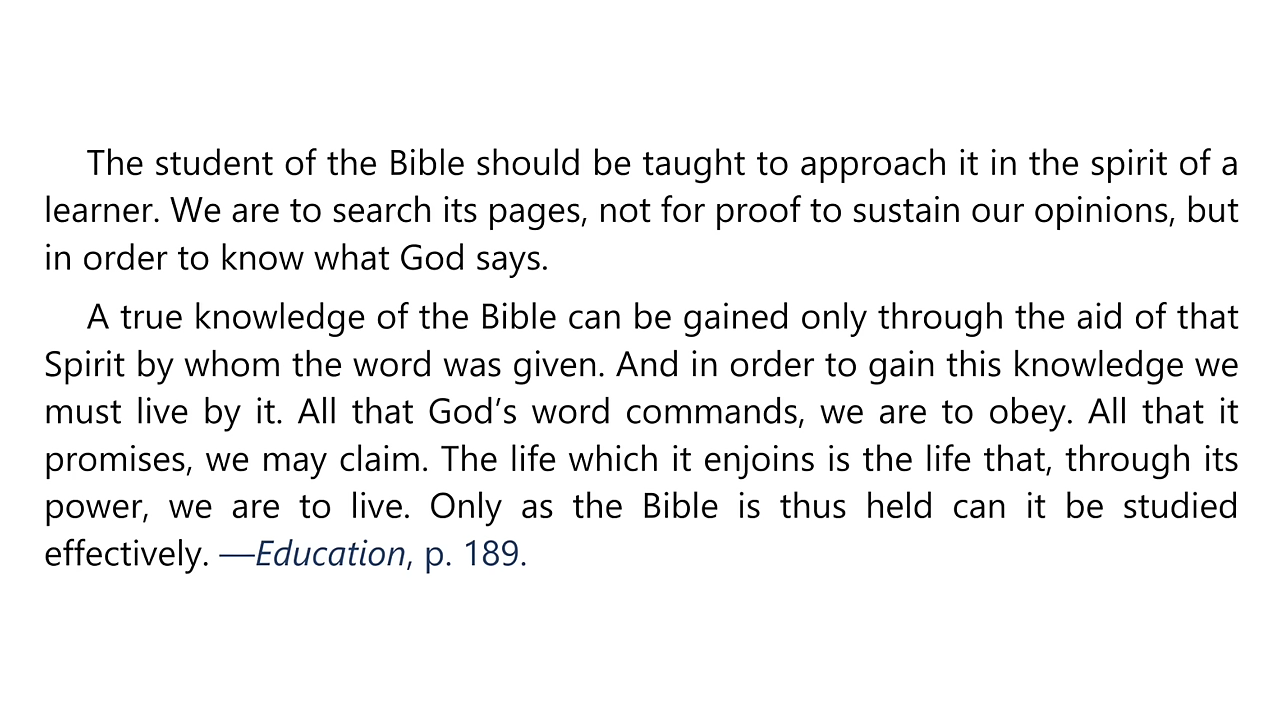 The student of the Bible should be taught to approach it in the spirit of a
learner. We are to search its pages, not for proof to sustain our opinions, but
in order to know what God says.
A true knowledge of the Bible can be gained only through the aid of that
Spirit by whom the word was given. And in order to gain this knowledge we
must live by it. All that God’s word commands, we are to obey. All that it
promises, we may claim. The life which it enjoins is the life that, through its
power, we are to live. Only as the Bible is thus held can it be studied
effectively. —Education, p. 189.